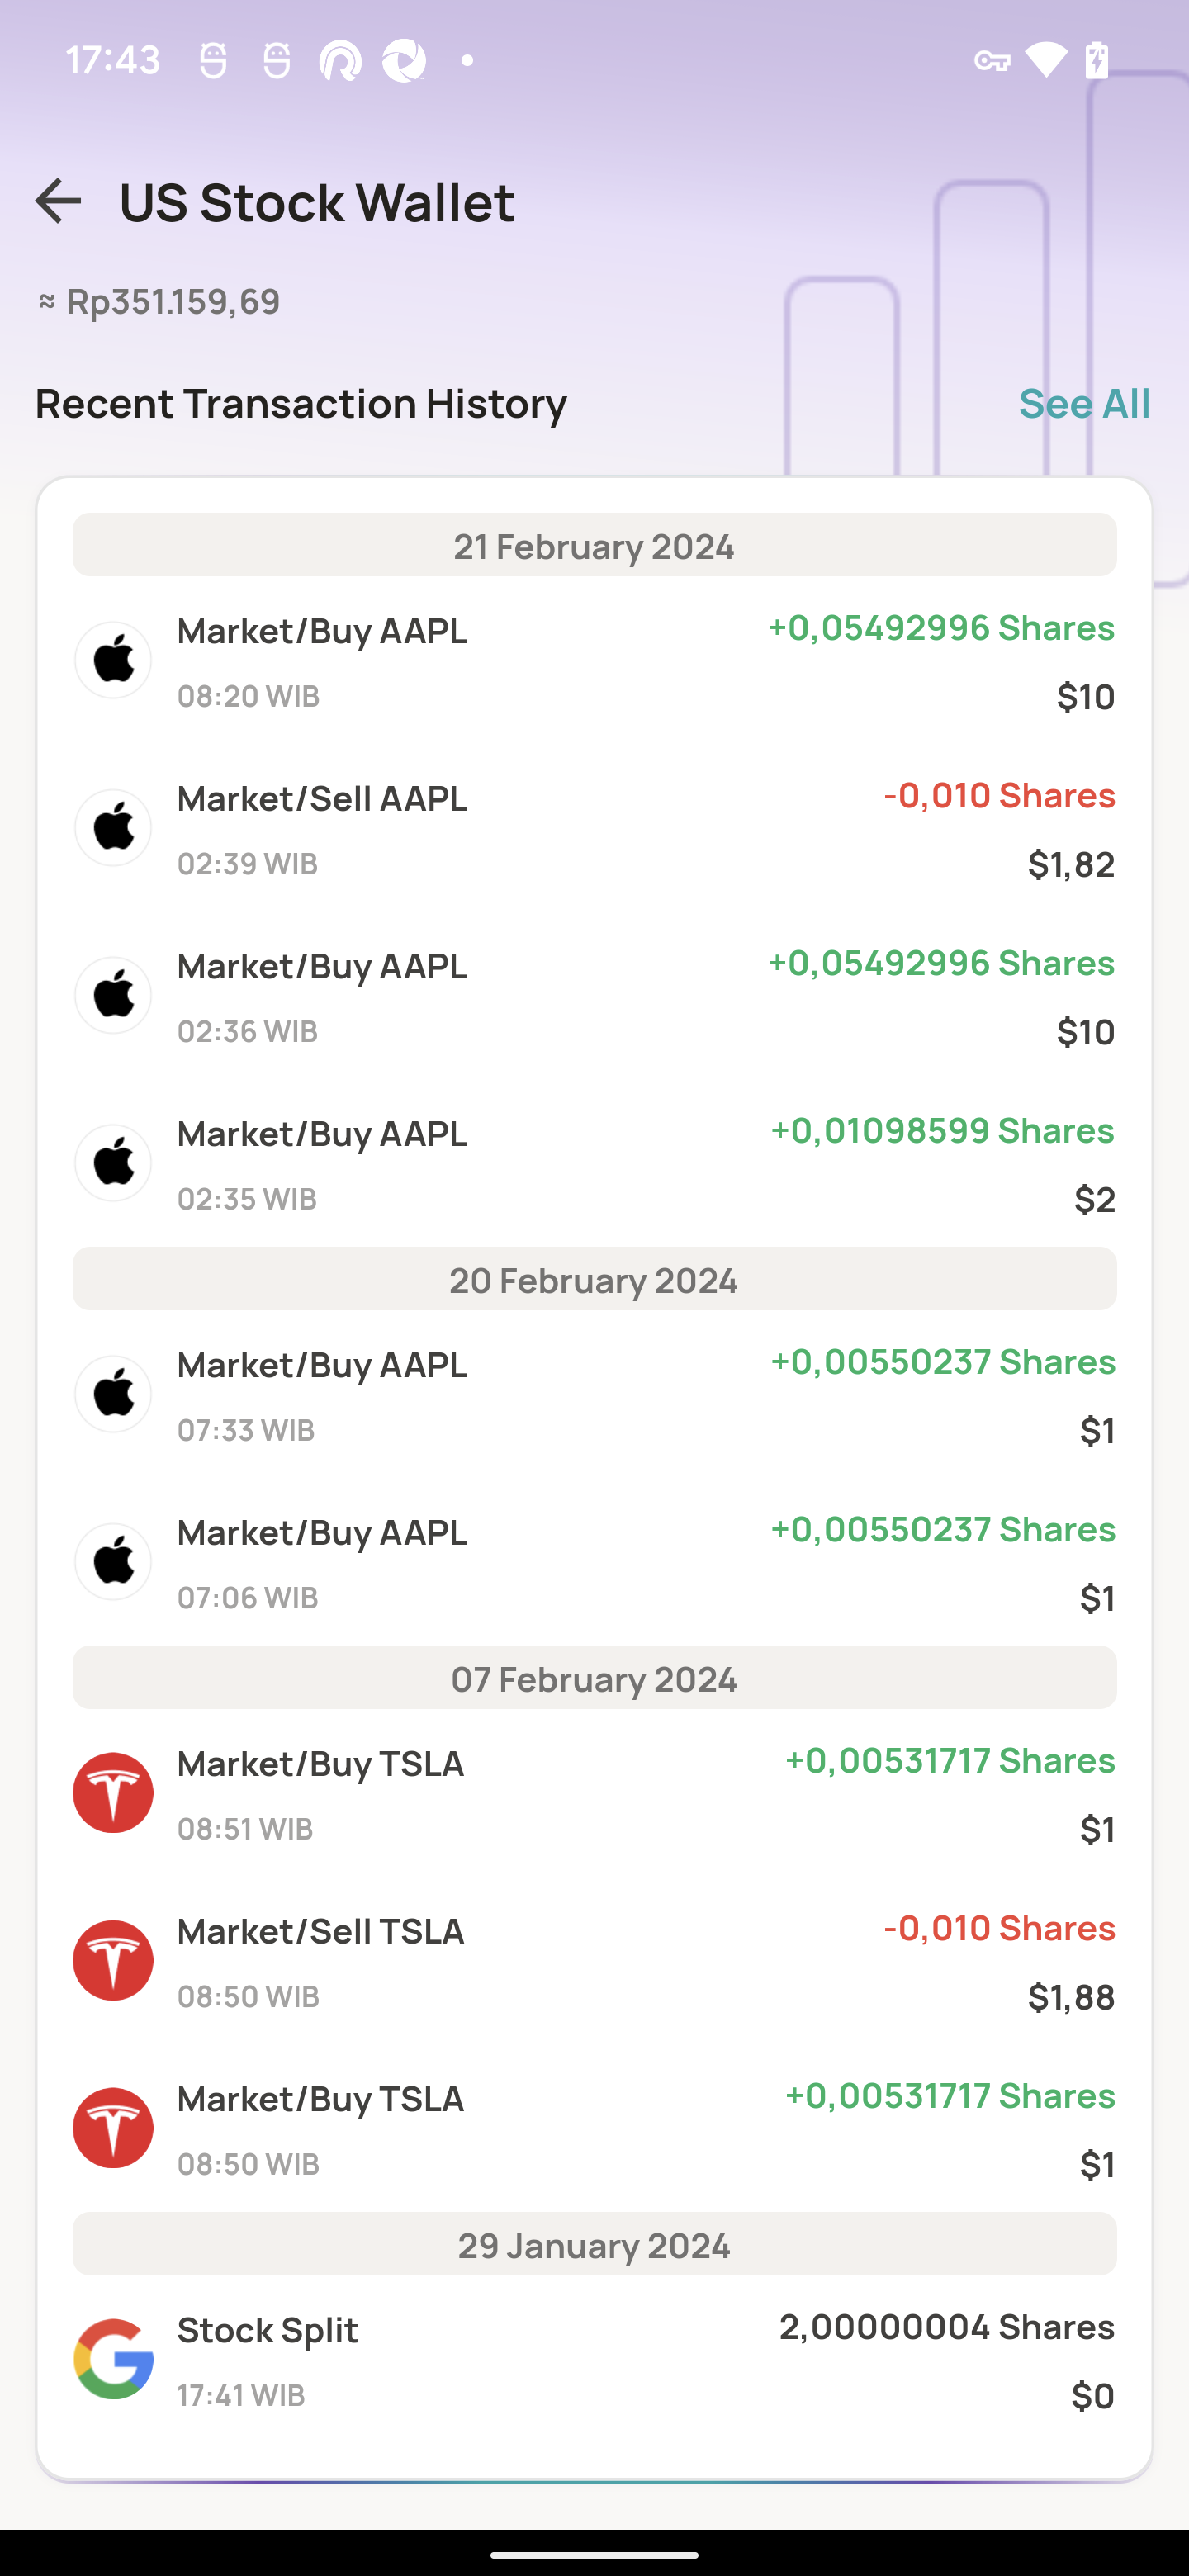 17:43
US Stock Wallet
≈ Rp351.159,69
Recent Transaction History See All
21 February 2024
Market/Buy AAPL +0,05492996 Shares
08:20 WIB $10
Market/Sell AAPL -0,010 Shares
02:39 WIB $1,82
Market/Buy AAPL +0,05492996 Shares
02:36 WIB $10
Market/Buy AAPL +0,01098599 Shares
02:35 WIB $2
20 February 2024
Market/Buy AAPL +0,00550237 Shares
07:33 WIB $1
Market/Buy AAPL +0,00550237 Shares
07:06 WIB $1
07 February 2024
Market/Buy TSLA +0,00531717 Shares
08:51 WIB $1
Market/Sell TSLA -0,010 Shares
08:50 WIB $1,88
Market/Buy TSLA +0,00531717 Shares
08:50 WIB $1
29 January 2024
Stock Split 2,00000004 Shares
17:41 WIB $0